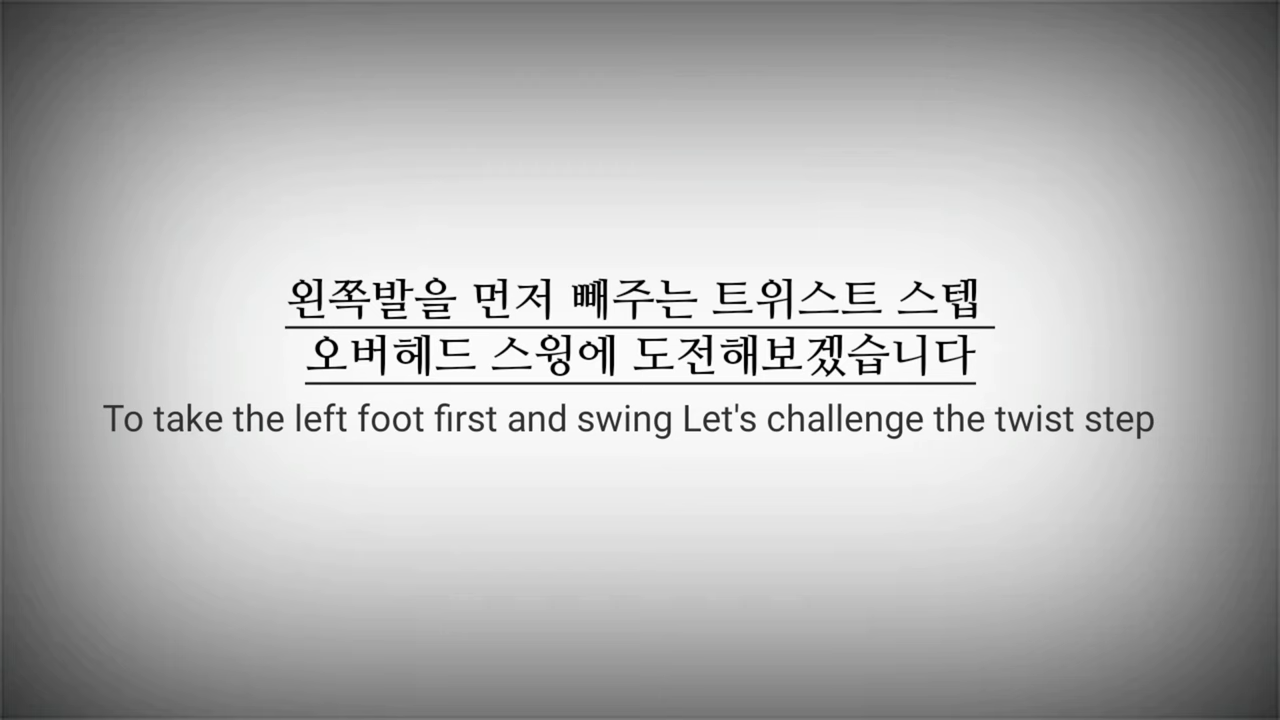 왼쪽발을 먼저 빼주는 트위스트 스텝
오버헤드 스윙에 도전해보겠습니다
To take the left foot first and swing Let's challenge the twist step